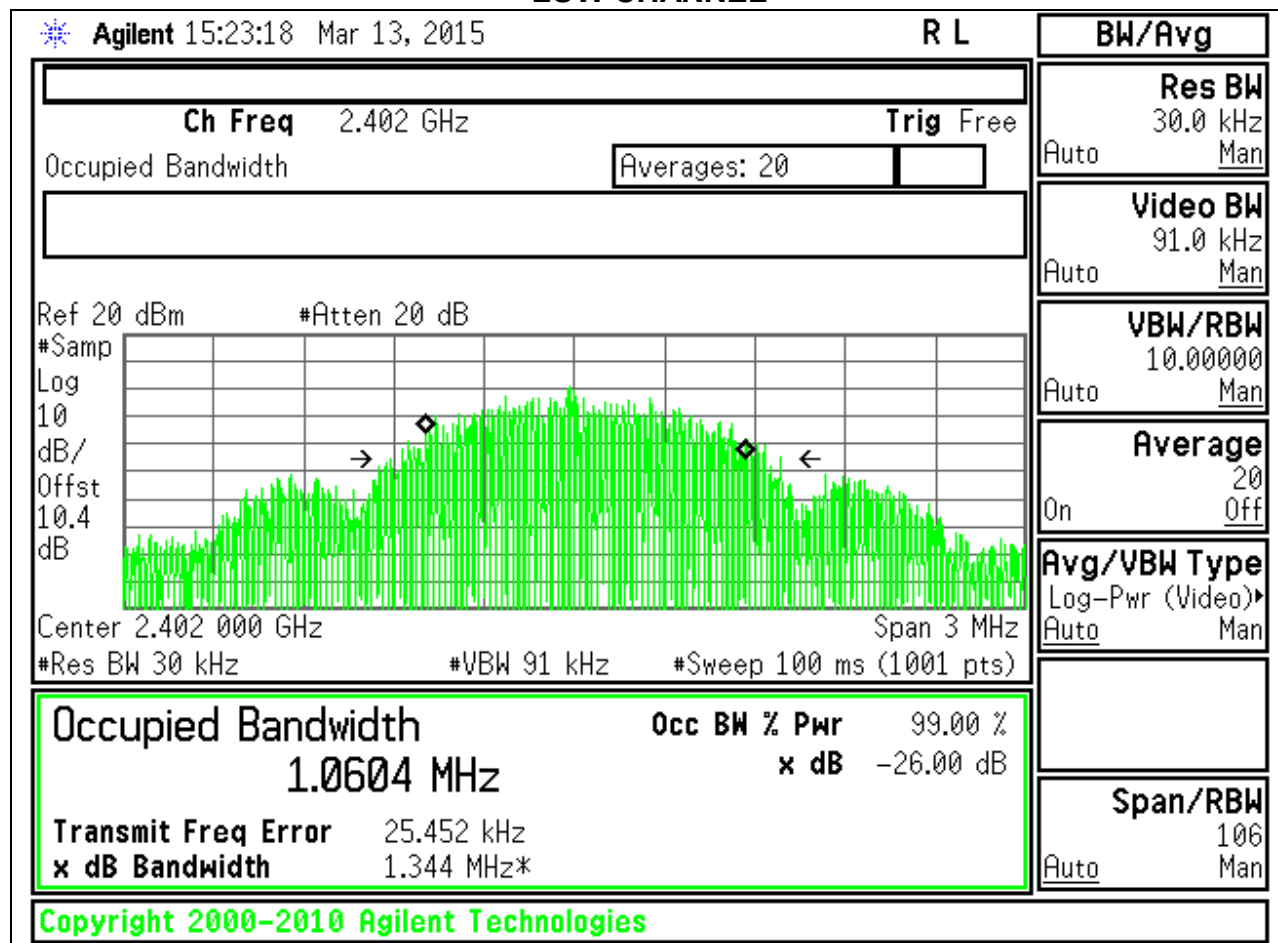 LOW CHANNEL
Agilent 15:23:18 Mar 13, 2015 R L
BW/Avg
Ch Freq 2.402 GHz Trig Free
Occupied Bandwidth Averages: 20
Res BW
30.0 kHz
Auto Man
Video BW
91.0 kHz
Auto Man
VBW/RBW
10.00000
Auto Man
Average
20
On Off
Avg/VBW Type
Log-Pwr (Video)
Auto Man
Span/RBW
106
Auto Man
Ref 20 dBm #Atten 20 dB
#Samp
Log
10
dB/
Offst
10.4
dB
Center 2.402 000 GHz Span 3 MHz
#Res BW 30 kHz #VBW 91 kHz #Sweep 100 ms (1001 pts)
Occupied Bandwidth Occ BW % Pwr 99.00 %
1.0604 MHz x dB -26.00 dB
Transmit Freq Error 25.452 kHz
x dB Bandwidth 1.344 MHz*
Copyright 2000-2010 Agilent Technologies